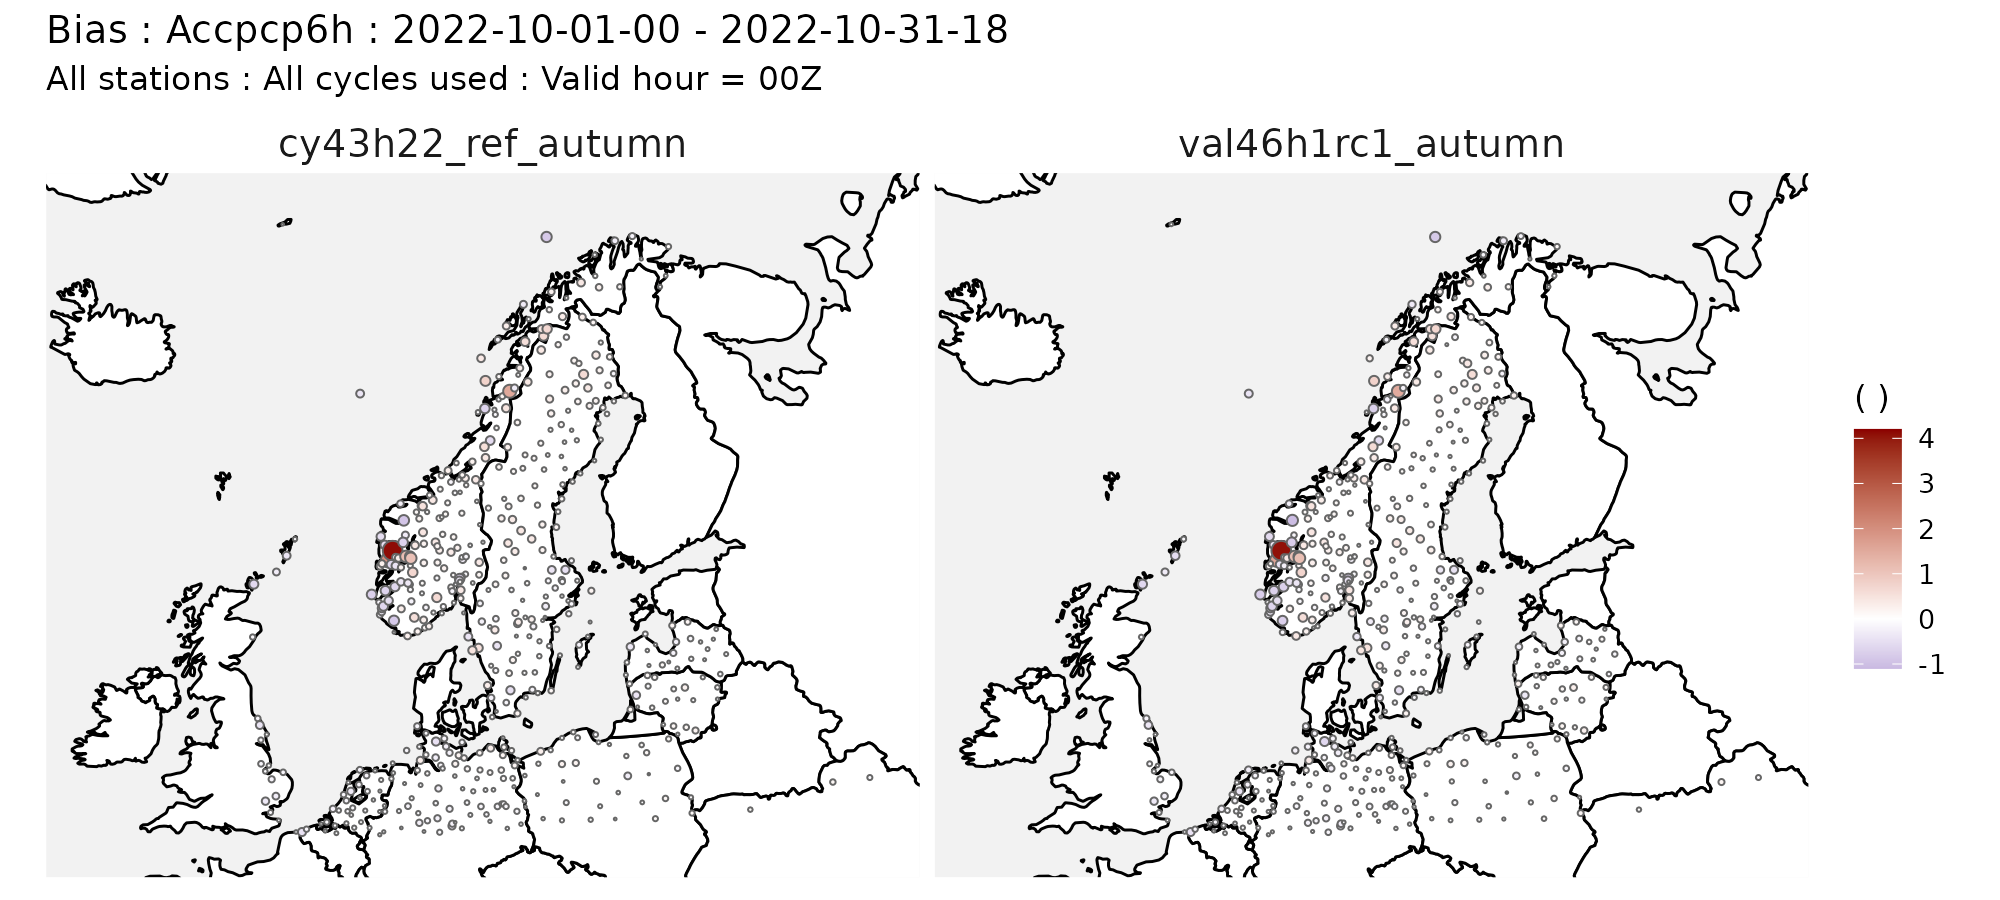 Bias : Accpcp6h : 2022-10-01-00 - 2022-10-31-18
All stations : All cycles used : Valid hour = 00Z
cy43h22_ref_autumn
val46h1rc1_autumn
( )
4
3
2
1
0
-1